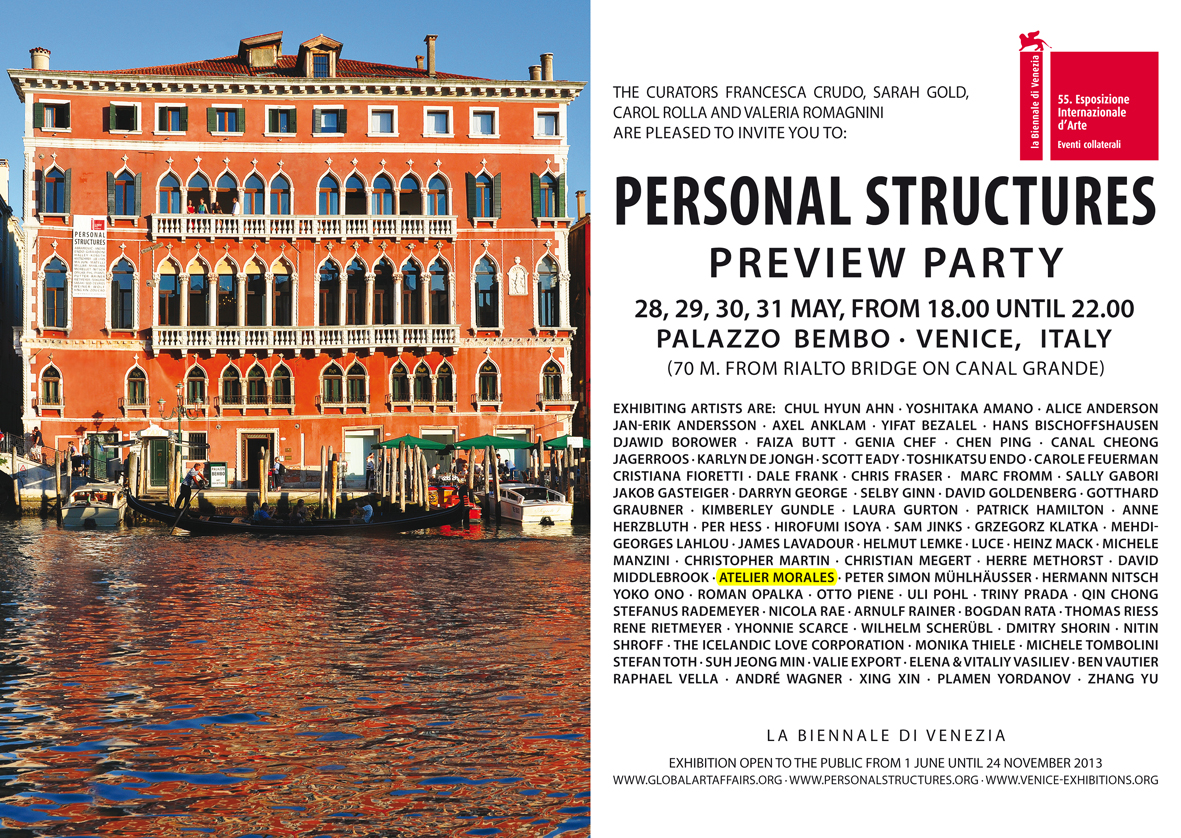 PERSONAL
STRUCTURES
THE CURATORS FRANCESCA CRUDO, SARAH GOLD,
CAROL ROLLA AND VALERIA ROMAGNINI
ARE PLEASED TO INVITE YOU TO:
la Biennale di Venezia
55. Esposizione
Internazionale
d'Arte
Eventi collaterali
PERSONAL STRUCTURES
PREVIEW PARTY
28, 29, 30, 31 MAY, FROM 18.00 UNTIL 22.00
PALAZZO BEMBO · VENICE, ITALY
(70 M. FROM RIALTO BRIDGE ON CANAL GRANDE)
EXHIBITING ARTISTS ARE: CHUL HYUN AHN · YOSHITAKA AMANO · ALICE ANDERSON
JAN-ERIK ANDERSSON · AXEL ANKLAM · YIFAT BEZALEL · HANS BISCHOFFSHAUSEN
DJAWID BOROWER · FAIZA BUTT · GENIA CHEF · CHEN PING · CANAL CHEONG
JAGERROOS · KARLYN DE JONGH · SCOTT EADY · TOSHIKATSU ENDO · CAROLE FEUERMAN
CRISTIANA FIORETTI · DALE FRANK · CHRIS FRASER · MARC FROMM · SALLY GABORI
JAKOB GASTEIGER · DARRYN GEORGE · SELBY GINN · DAVID GOLDENBERG · GOTTHARD
GRAUBNER · KIMBERLEY GUNDLE · LAURA GURTON · PATRICK HAMILTON · ANNE
HERZBLUTH · PER HESS · HIROFUMI ISOYA · SAM JINKS · GRZEGORZ KLATKA · MEHDI-
GEORGES LAHLOU · JAMES LAVADOUR · HELMUT LEMKE · LUCE · HEINZ MACK · MICHELE
MANZINI · CHRISTOPHER MARTIN · CHRISTIAN MEGERT · HERRE METHORST · DAVID
MIDDLEBROOK · ATELIER MORALES · PETER SIMON MÜHLHÄUSSER · HERMANN NITSCH
YOKO ONO · ROMAN OPALKA · OTTO PIENE · ULI POHL · TRINY PRADA · QIN CHONG
STEFANUS RADEMEYER · NICOLA RAE · ARNULF RAINER · BOGDAN RATA · THOMAS RIESS
RENE RIETMEYER · YHONNIE SCARCE · WILHELM SCHERÜBL · DMITRY SHORIN · NITIN
SHROFF · THE ICELANDIC LOVE CORPORATION · MONIKA THIELE · MICHELE TOMBOLINI
STEFAN TOTH · SUH JEONG MIN · VALIE EXPORT · ELENA & VITALIY VASILIEV · BEN VAUTIER
RAPHAEL VELLA · ANDRÉ WAGNER · XING XIN · PLAMEN YORDANOV · ZHANG YU
LA BIENNALE DI VENEZIA
EXHIBITION OPEN TO THE PUBLIC FROM 1 JUNE UNTIL 24 NOVEMBER 2013
WWW.GLOBALARTAFFAIRS.ORG · WWW.PERSONALSTRUCTURES.ORG · WWW.VENICE-EXHIBITIONS.ORG